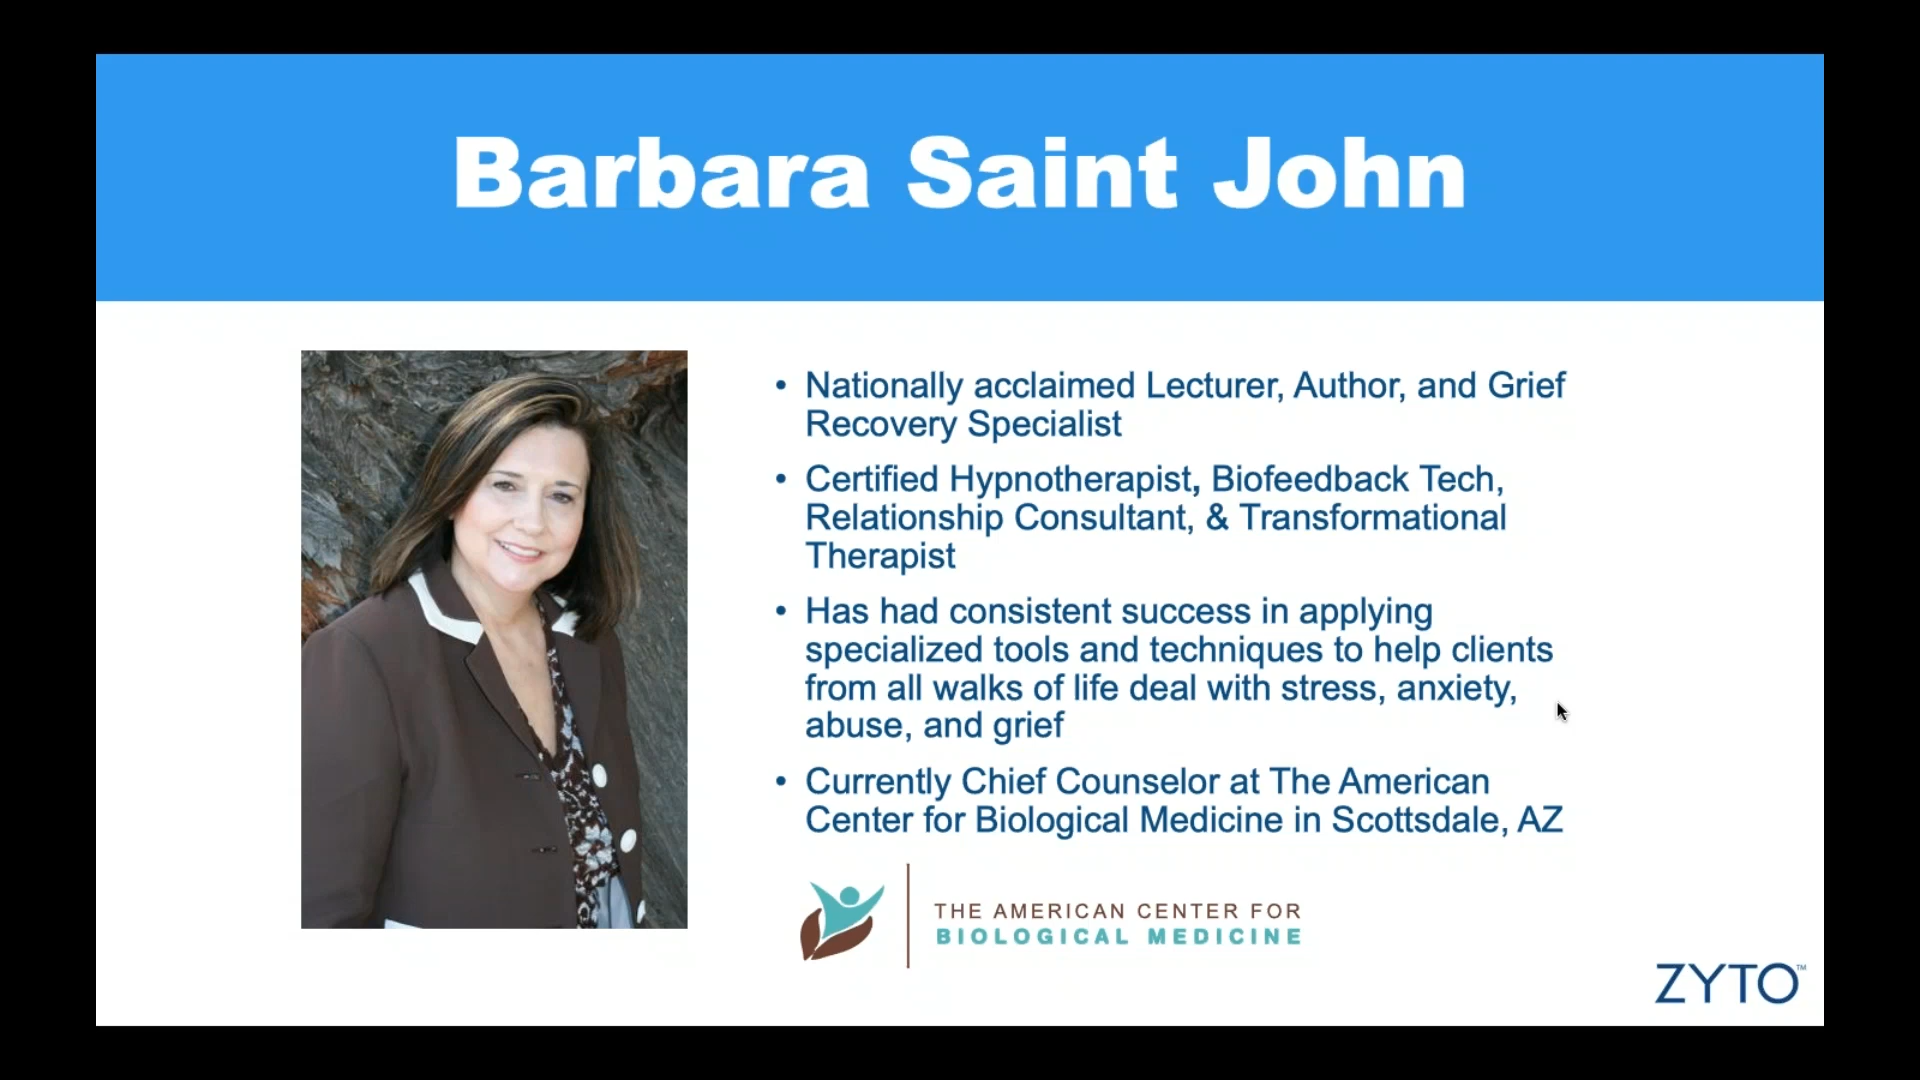 Barbara Saint John
• Nationally acclaimed Lecturer, Author, and Grief
Recovery Specialist
• Certified Hypnotherapist, Biofeedback Tech,
Relationship Consultant, & Transformational
Therapist
• Has had consistent success in applying
specialized tools and techniques to help clients
from all walks of life deal with stress, anxiety,
abuse, and grief
• Currently Chief Counselor at The American
Center for Biological Medicine in Scottsdale, AZ
THE AMERICAN CENTER FOR
BIOLOGICAL MEDICINE
ZYTO™